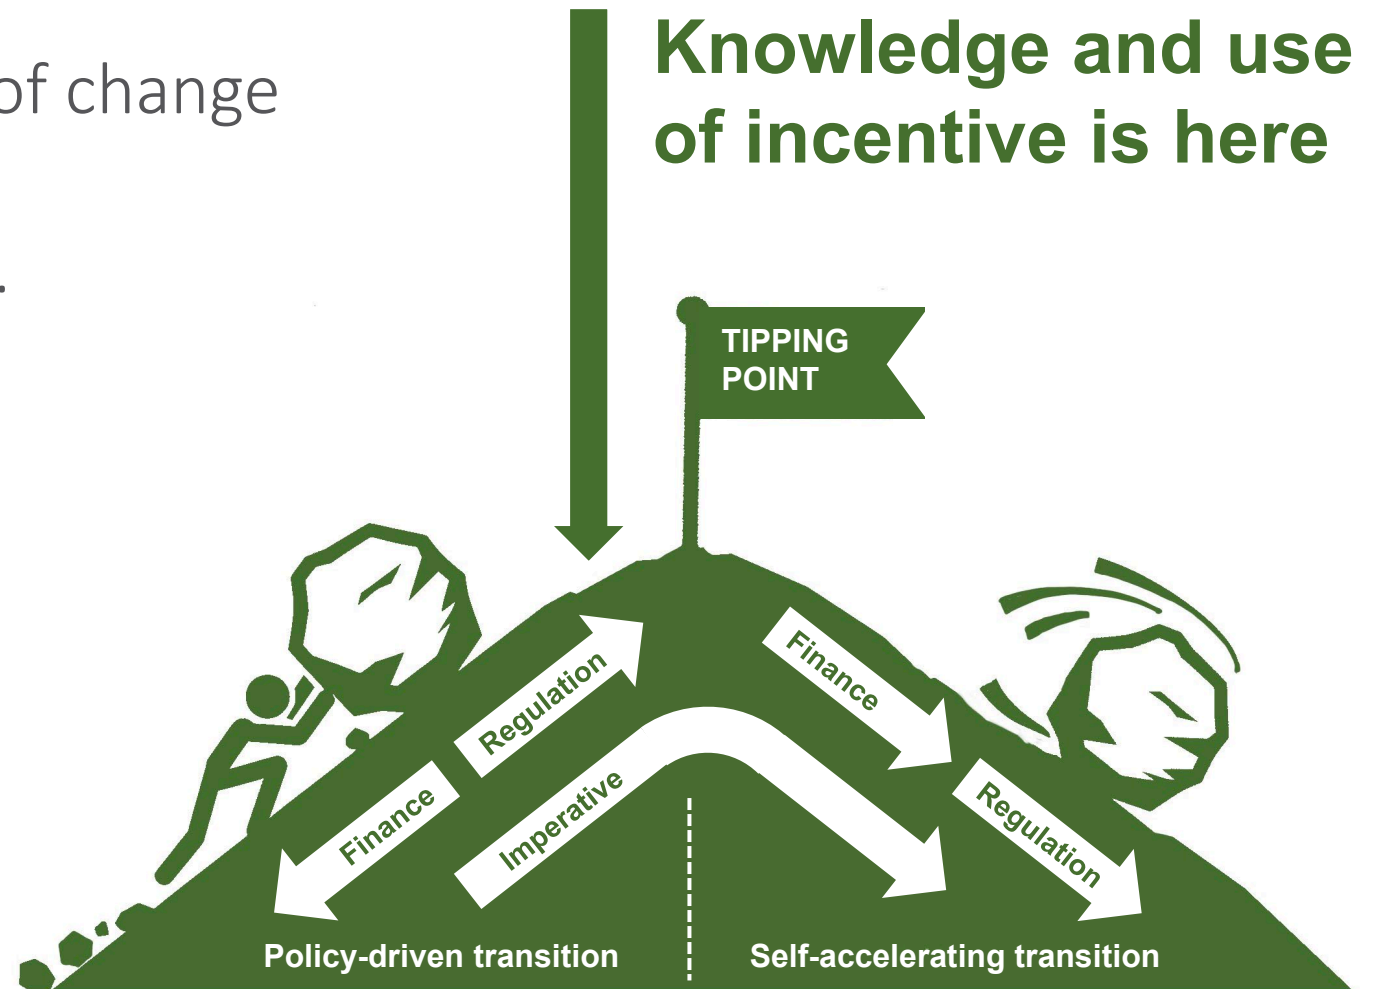 of change
.
Knowledge and use
of incentive is here
TIPPING
POINT
Regulation
Finance
Imperative
Finance
Regulation
Policy-driven transition
Self-accelerating transition